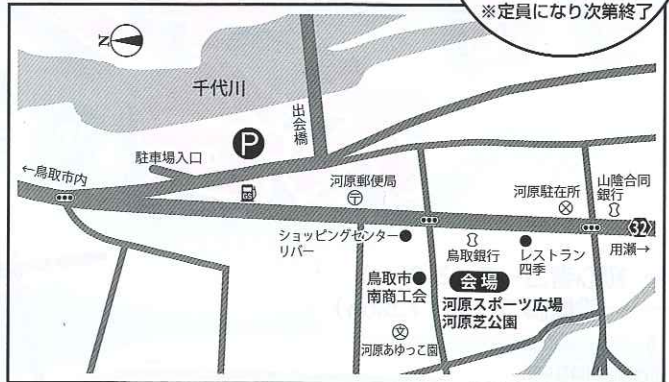 ※定員になり次第終了
N
千代川
出会橋
P
駐車場入口
←鳥取市内
GS
河原郵便局
〒
河原駐在所
山陰合同
銀行
32
用瀬→
ショッピングセンター
リバー
鳥取銀行
レストラン
四季
鳥取市
南商工会
会場
河原スポーツ広場
河原芝公園
文
河原あゆっこ園